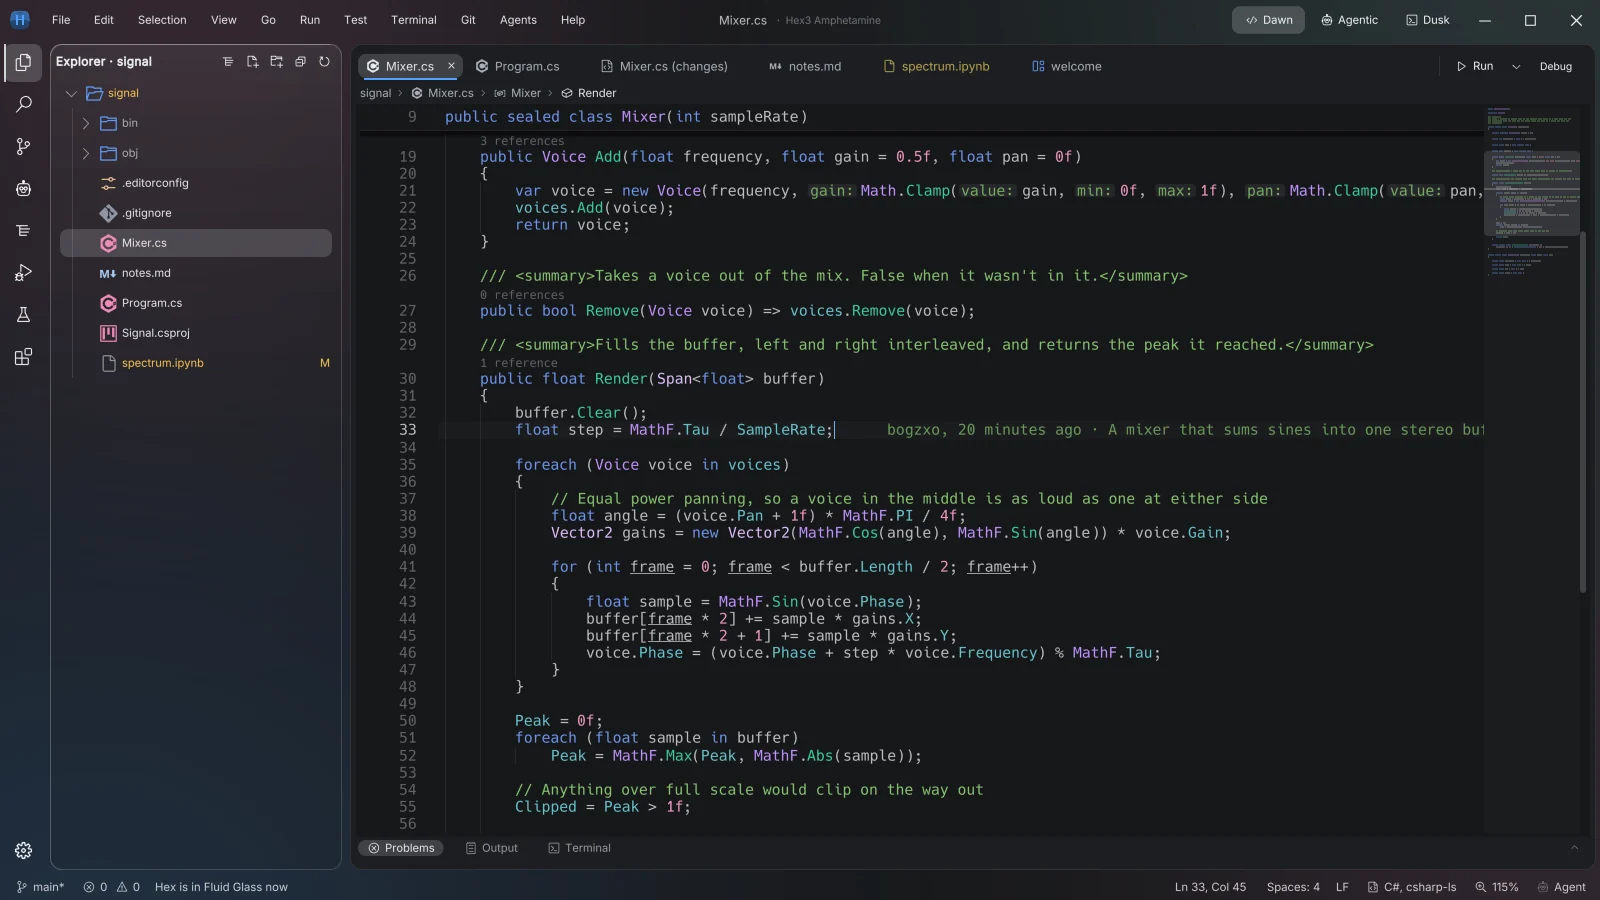 File Edit Selection View Go Run Test Terminal Git Agents Help
Mixer.cs · Hex3 Amphetamine
Dawn
Agentic
Dusk
Explorer · signal
signal
bin
obj
.editorconfig
.gitignore
Mixer.cs
notes.md
Program.cs
Signal.csproj
spectrum.ipynb M
Mixer.cs
Program.cs
Mixer.cs (changes)
notes.md
spectrum.ipynb
welcome
Run
Debug
signal > Mixer.cs > Mixer > Render
9 public sealed class Mixer(int sampleRate)
3 references
19 public Voice Add(float frequency, float gain = 0.5f, float pan = 0f)
20 {
21 var voice = new Voice(frequency, gain: Math.Clamp(value: gain, min: 0f, max: 1f), pan: Math.Clamp(value: pan,
22 voices.Add(voice);
23 return voice;
24 }
25
26 /// <summary>Takes a voice out of the mix. False when it wasn't in it.</summary>
0 references
27 public bool Remove(Voice voice) => voices.Remove(voice);
28
29 /// <summary>Fills the buffer, left and right interleaved, and returns the peak it reached.</summary>
1 reference
30 public float Render(Span<float> buffer)
31 {
32 buffer.Clear();
33 float step = MathF.Tau / SampleRate; bogzxo, 20 minutes ago · A mixer that sums sines into one stereo buf
34
35 foreach (Voice voice in voices)
36 {
37 // Equal power panning, so a voice in the middle is as loud as one at either side
38 float angle = (voice.Pan + 1f) * MathF.PI / 4f;
39 Vector2 gains = new Vector2(MathF.Cos(angle), MathF.Sin(angle)) * voice.Gain;
40
41 for (int frame = 0; frame < buffer.Length / 2; frame++)
42 {
43 float sample = MathF.Sin(voice.Phase);
44 buffer[frame * 2] += sample * gains.X;
45 buffer[frame * 2 + 1] += sample * gains.Y;
46 voice.Phase = (voice.Phase + step * voice.Frequency) % MathF.Tau;
47 }
48 }
49
50 Peak = 0f;
51 foreach (float sample in buffer)
52 Peak = MathF.Max(Peak, MathF.Abs(sample));
53
54 // Anything over full scale would clip on the way out
55 Clipped = Peak > 1f;
56
Problems
Output
Terminal
main* 0 0 Hex is in Fluid Glass now
Ln 33, Col 45 Spaces: 4 LF C#, csharp-ls 115% Agent